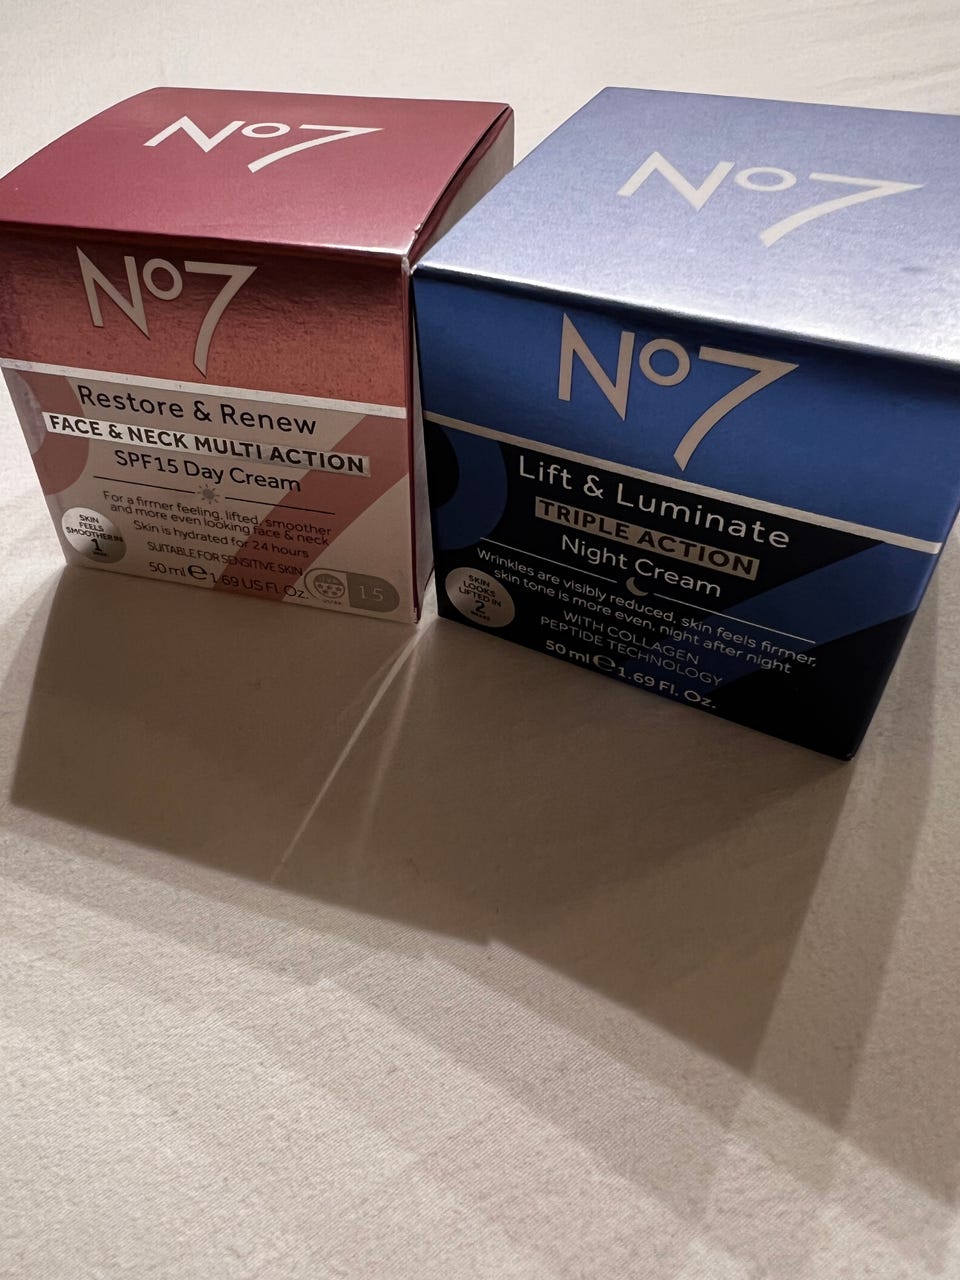 No7
No7
Restore & Renew
FACE & NECK MULTI ACTION
SPF15 Day Cream
For a firmer feeling, lifted, smoother
and more even looking face & neck
Skin is hydrated for 24 hours
SUITABLE FOR SENSITIVE SKIN
50 ml ℮ 1.69 US Fl. Oz.
SKIN
FEELS
SMOOTHER IN
1
WEEK
15
No7
No7
Lift & Luminate
TRIPLE ACTION
Night Cream
Wrinkles are visibly reduced, skin feels firmer,
skin tone is more even, night after night
WITH COLLAGEN
PEPTIDE TECHNOLOGY
50 ml ℮ 1.69 Fl. Oz.
SKIN
LOOKS
LIFTED IN
2
WEEKS